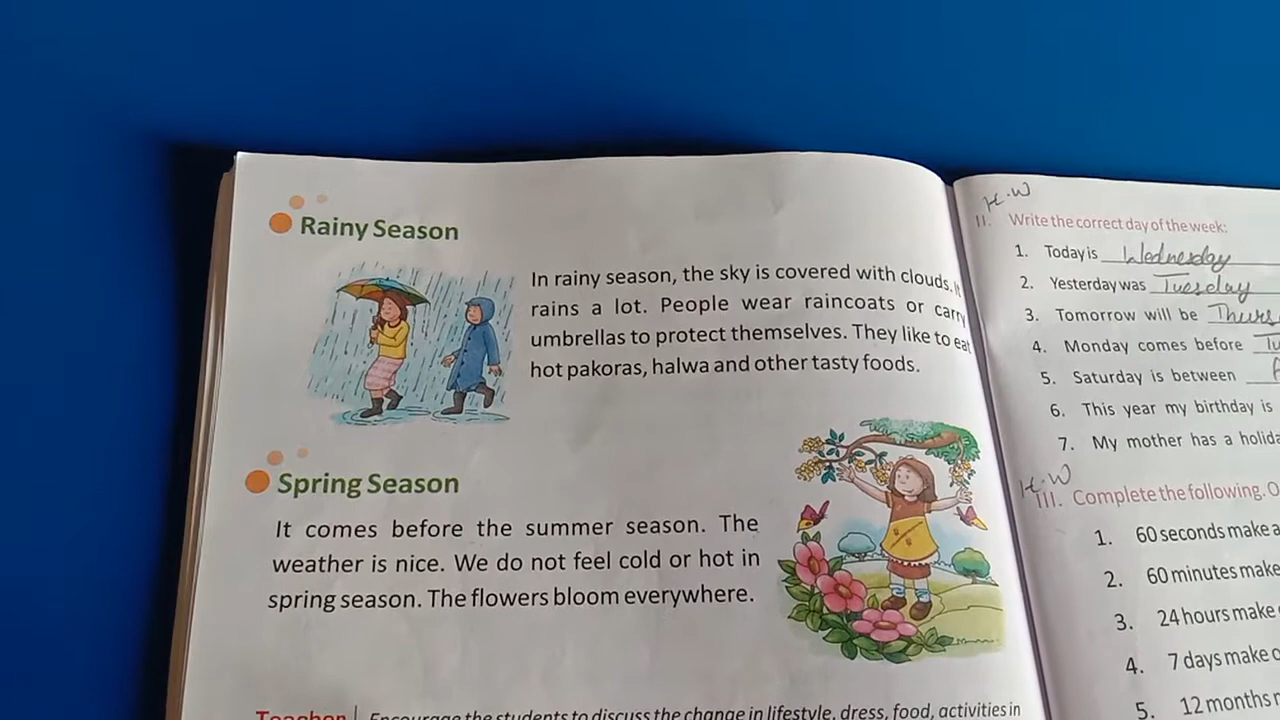 Rainy Season
In rainy season, the sky is covered with clouds. It
rains a lot. People wear raincoats or carry
umbrellas to protect themselves. They like to eat
hot pakoras, halwa and other tasty foods.
Spring Season
It comes before the summer season. The
weather is nice. We do not feel cold or hot in
spring season. The flowers bloom everywhere.
Teacher Encourage the students to discuss the change in lifestyle, dress, food, activities in
H.W
II. Write the correct day of the week:
1. Today is Wednesday
2. Yesterday was Tuesday
3. Tomorrow will be Thurs
4. Monday comes before Tu
5. Saturday is between
6. This year my birthday is
7. My mother has a holida
H.W
III. Complete the following. O
1. 60 seconds make a
2. 60 minutes make
3. 24 hours make
4. 7 days make
5. 12 months